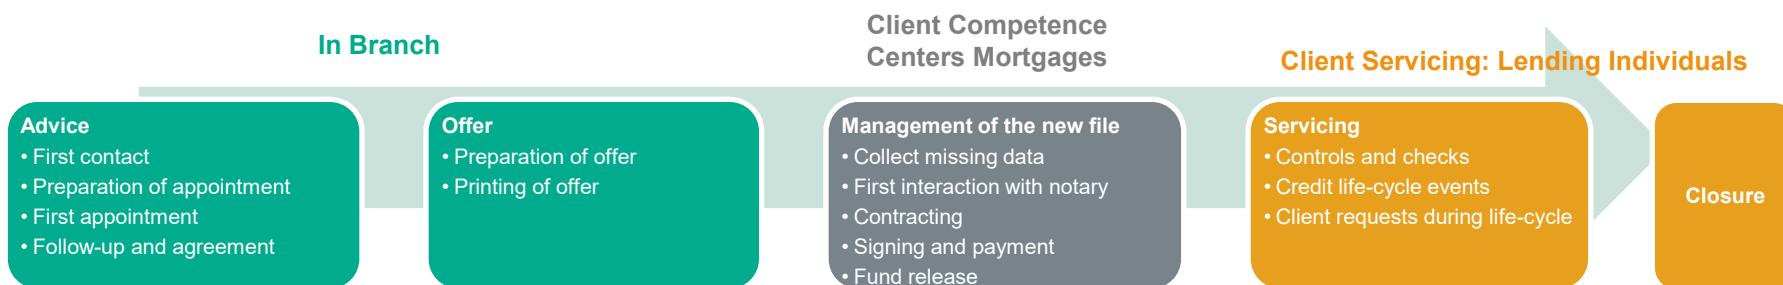 In Branch
Client Competence
Centers Mortgages
Client Servicing: Lending Individuals
Advice
• First contact
• Preparation of appointment
• First appointment
• Follow-up and agreement
Offer
• Preparation of offer
• Printing of offer
Management of the new file
• Collect missing data
• First interaction with notary
• Contracting
• Signing and payment
• Fund release
Servicing
• Controls and checks
• Credit life-cycle events
• Client requests during life-cycle
Closure